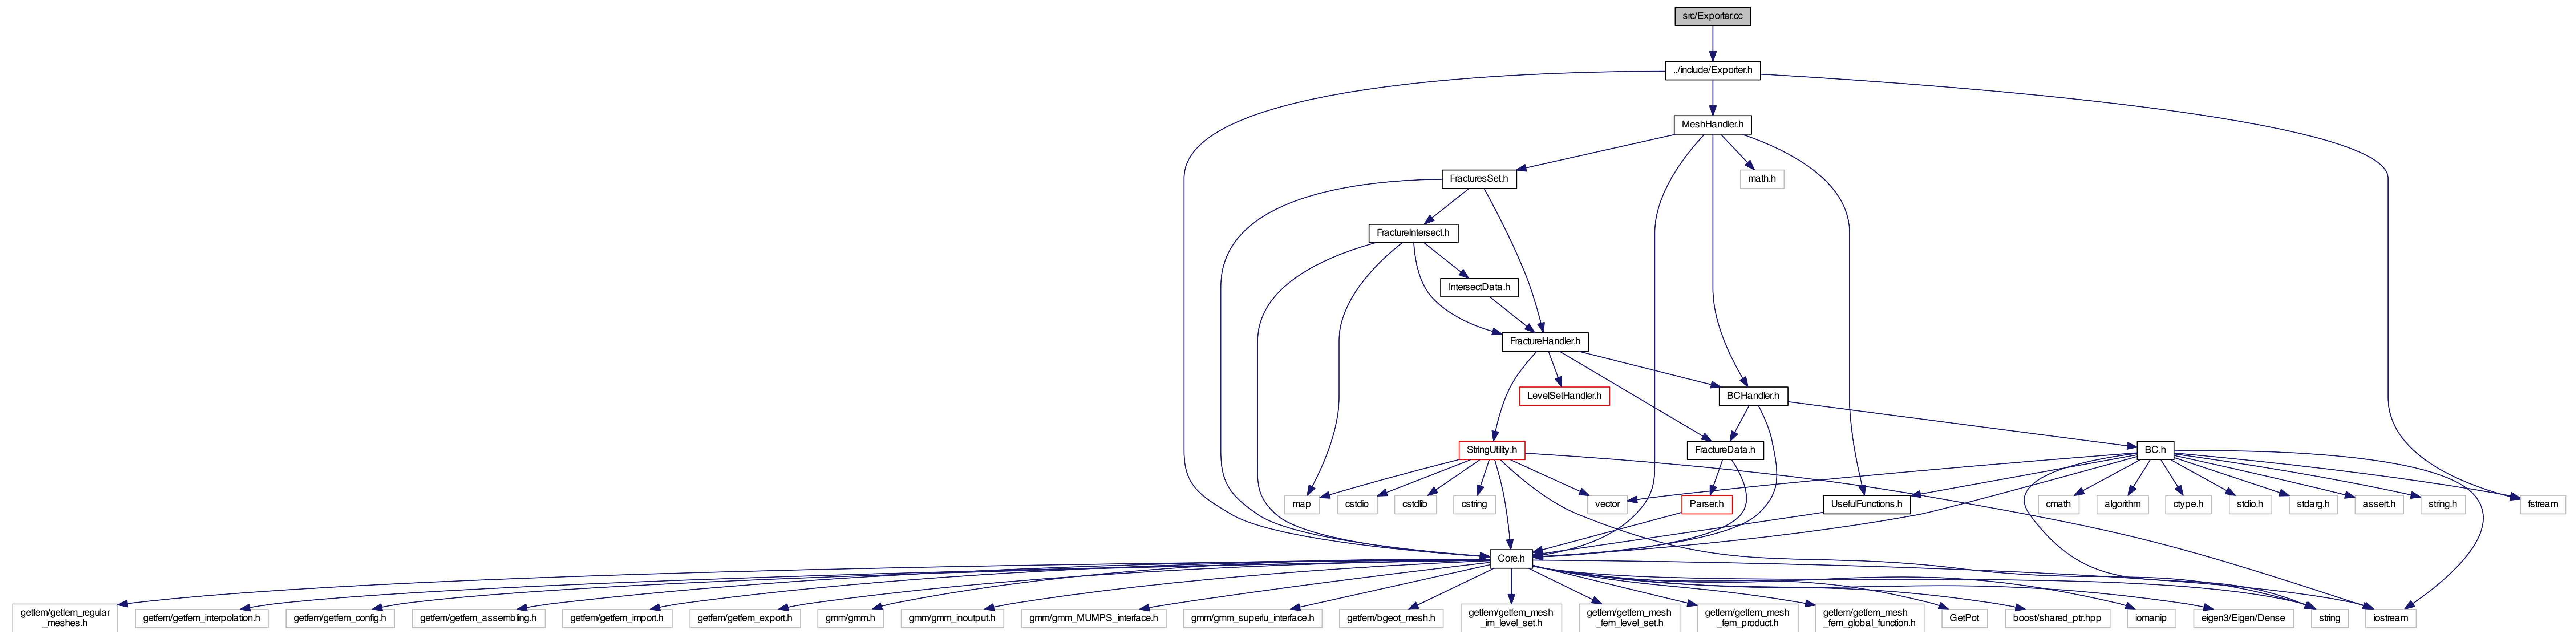 src/Exporter.cc
../include/Exporter.h
MeshHandler.h
FracturesSet.h
math.h
FractureIntersect.h
IntersectData.h
FractureHandler.h
LevelSetHandler.h
BCHandler.h
StringUtility.h
FractureData.h
BC.h
map
cstdio
cstdlib
cstring
vector
Parser.h
UsefulFunctions.h
cmath
algorithm
ctype.h
stdio.h
stdarg.h
assert.h
string.h
fstream
Core.h
getfem/getfem_regular
_meshes.h
getfem/getfem_interpolation.h
getfem/getfem_config.h
getfem/getfem_assembling.h
getfem/getfem_import.h
getfem/getfem_export.h
gmm/gmm.h
gmm/gmm_inoutput.h
gmm/gmm_MUMPS_interface.h
gmm/gmm_superlu_interface.h
getfem/bgeot_mesh.h
getfem/getfem_mesh
_im_level_set.h
getfem/getfem_mesh
_fem_level_set.h
getfem/getfem_mesh
_fem_product.h
getfem/getfem_mesh
_fem_global_function.h
GetPot
boost/shared_ptr.hpp
iomanip
eigen3/Eigen/Dense
string
iostream